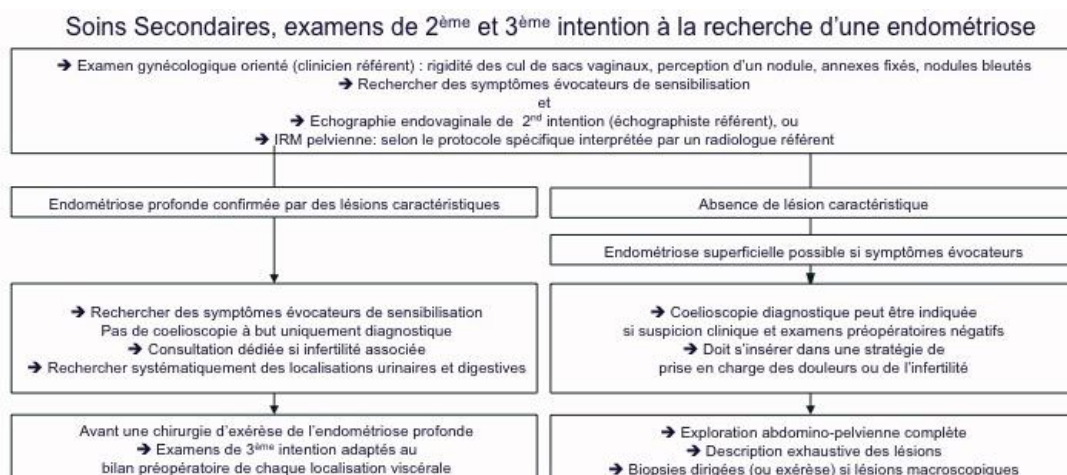 Soins Secondaires, examens de 2ème et 3ème intention à la recherche d'une endométriose
➔ Examen gynécologique orienté (clinicien référent) : rigidité des cul de sacs vaginaux, perception d'un nodule, annexes fixés, nodules bleutés
➔ Rechercher des symptômes évocateurs de sensibilisation
et
➔ Echographie endovaginale de 2nd intention (échographiste référent), ou
➔ IRM pelvienne: selon le protocole spécifique interprétée par un radiologue référent
Endométriose profonde confirmée par des lésions caractéristiques
➔ Rechercher des symptômes évocateurs de sensibilisation
Pas de coelioscopie à but uniquement diagnostique
➔ Consultation dédiée si infertilité associée
➔ Rechercher systématiquement des localisations urinaires et digestives
Avant une chirurgie d'exérèse de l'endométriose profonde
➔ Examens de 3ème intention adaptés au
bilan préopératoire de chaque localisation viscérale
Absence de lésion caractéristique
Endométriose superficielle possible si symptômes évocateurs
➔ Coelioscopie diagnostique peut être indiquée
si suspicion clinique et examens préopératoires négatifs
➔ Doit s'insérer dans une stratégie de
prise en charge des douleurs ou de l'infertilité
➔ Exploration abdomino-pelvienne complète
➔ Description exhaustive des lésions
➔ Biopsies dirigées (ou exérèse) si lésions macroscopiques